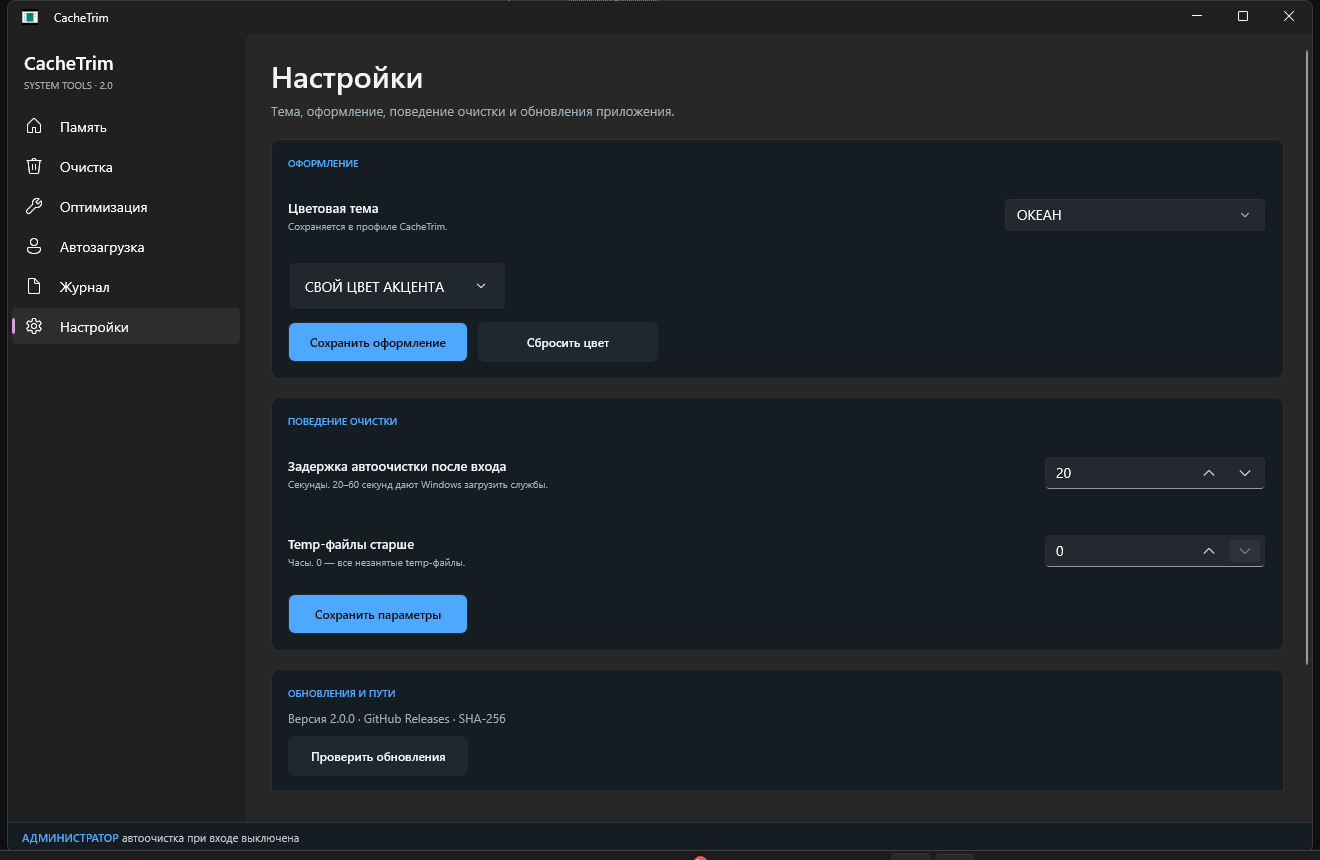 CacheTrim
CacheTrim
SYSTEM TOOLS · 2.0
Память
Очистка
Оптимизация
Автозагрузка
Журнал
Настройки
Настройки
Тема, оформление, поведение очистки и обновления приложения.
ОФОРМЛЕНИЕ
Цветовая тема
Сохраняется в профиле CacheTrim.
ОКЕАН
СВОЙ ЦВЕТ АКЦЕНТА
Сохранить оформление
Сбросить цвет
ПОВЕДЕНИЕ ОЧИСТКИ
Задержка автоочистки после входа
Секунды. 20–60 секунд дают Windows загрузить службы.
20
Temp-файлы старше
Часы. 0 — все незанятые temp-файлы.
0
Сохранить параметры
ОБНОВЛЕНИЯ И ПУТИ
Версия 2.0.0 · GitHub Releases · SHA-256
Проверить обновления
АДМИНИСТРАТОР автоочистка при входе выключена